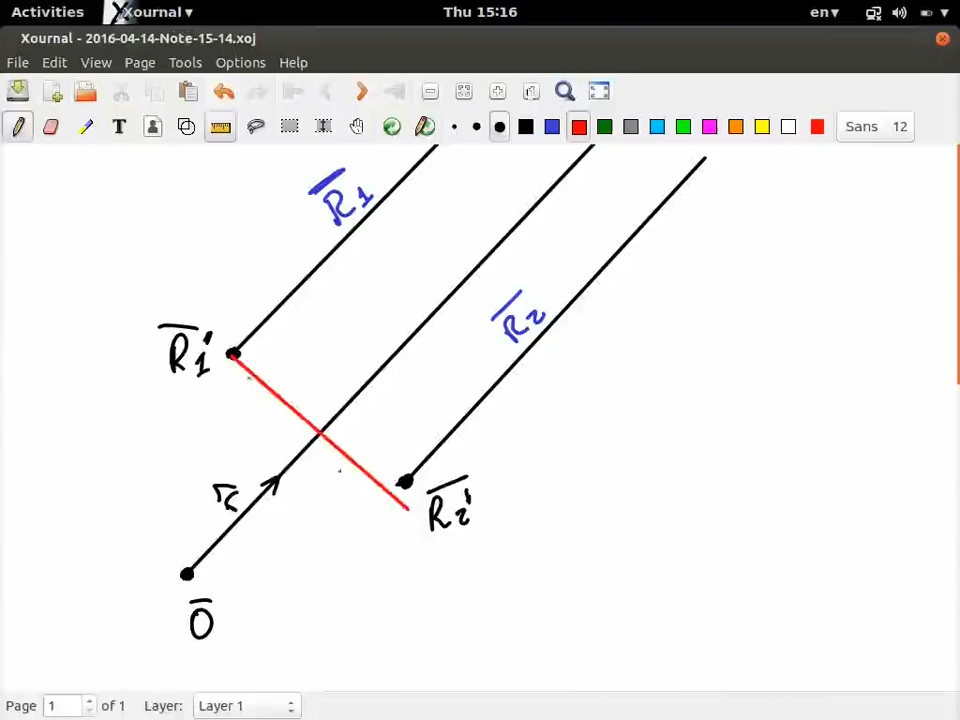 Activities Xournal ▾ Thu 15:16 en ▾
Xournal - 2016-04-14-Note-15-14.xoj
File Edit View Page Tools Options Help
T Sans 12
R̅1
R̅2
R̅1'
R̅2'
r̅
O̅
Page 1 of 1 Layer: Layer 1